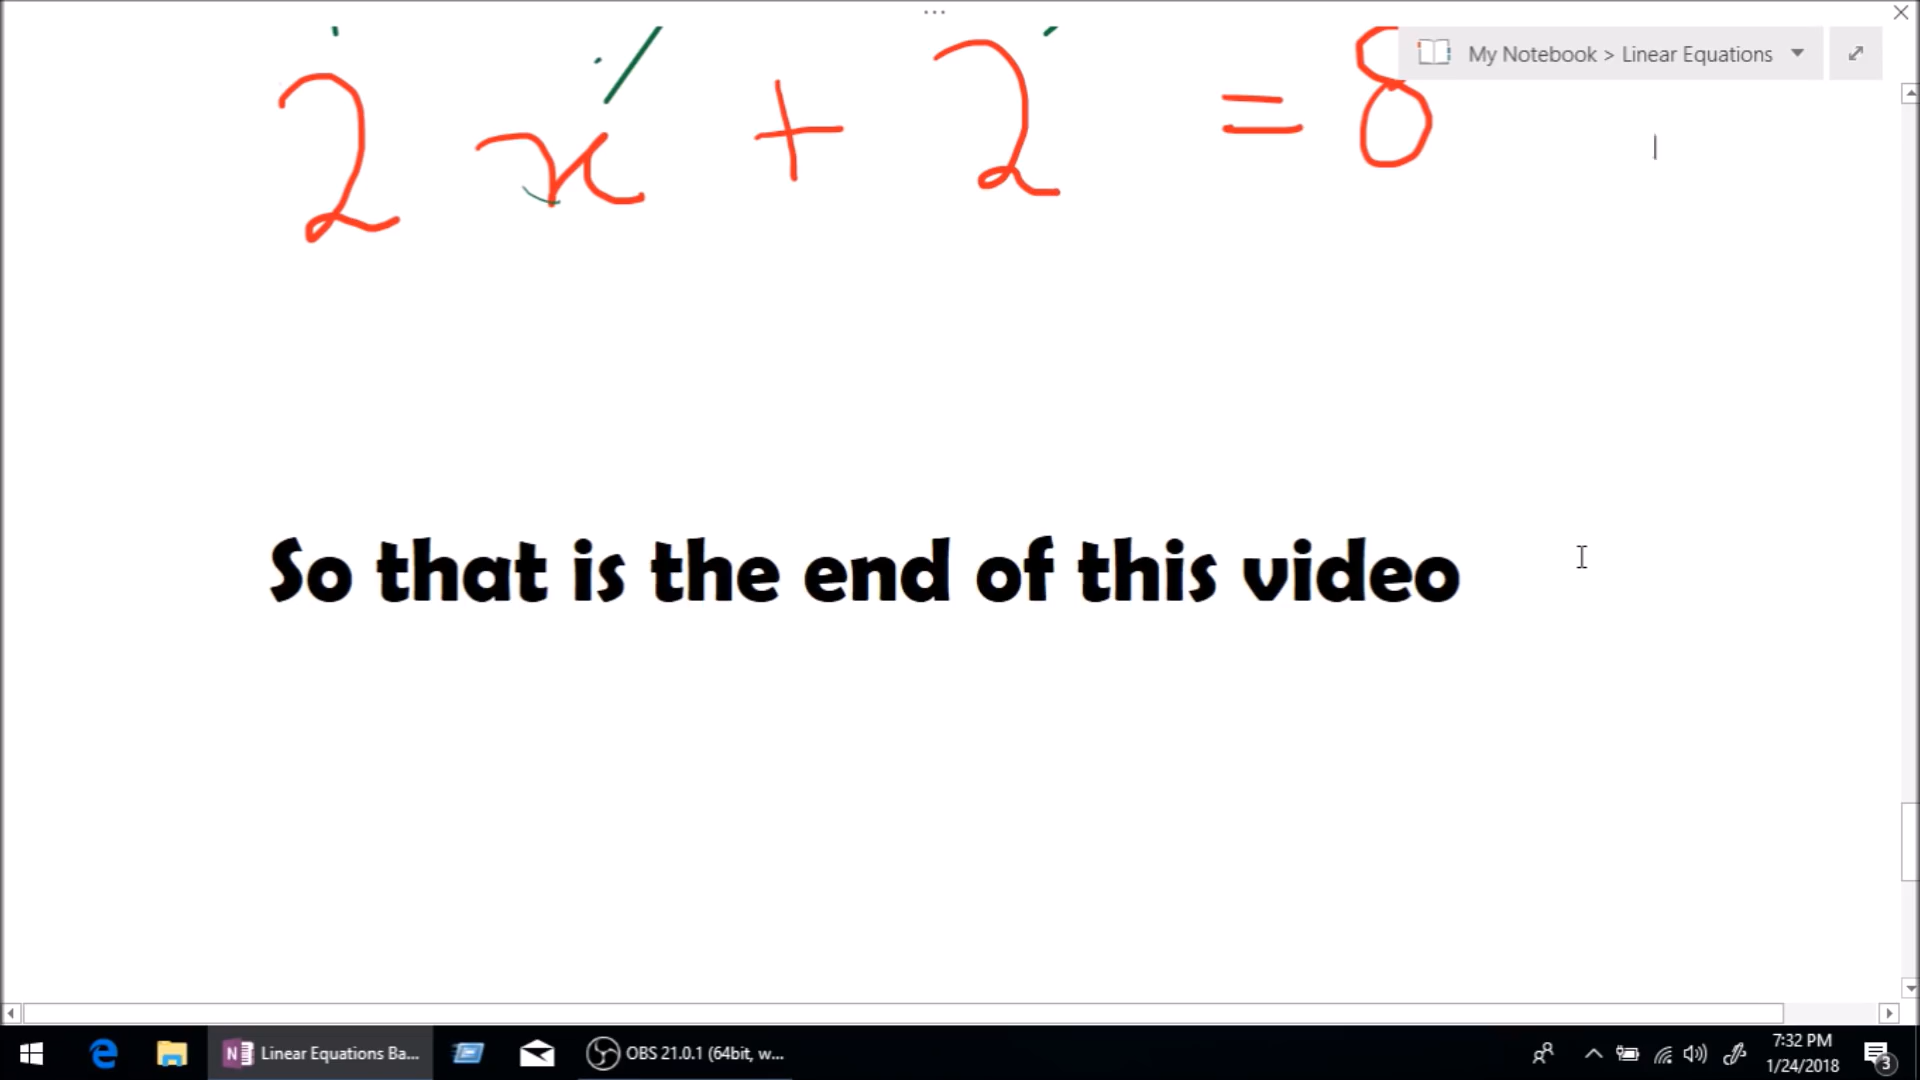 My Notebook > Linear Equations
2x + 2 = 8
So that is the end of this video
Linear Equations Ba...
OBS 21.0.1 (64bit, w...
7:32 PM
1/24/2018
3